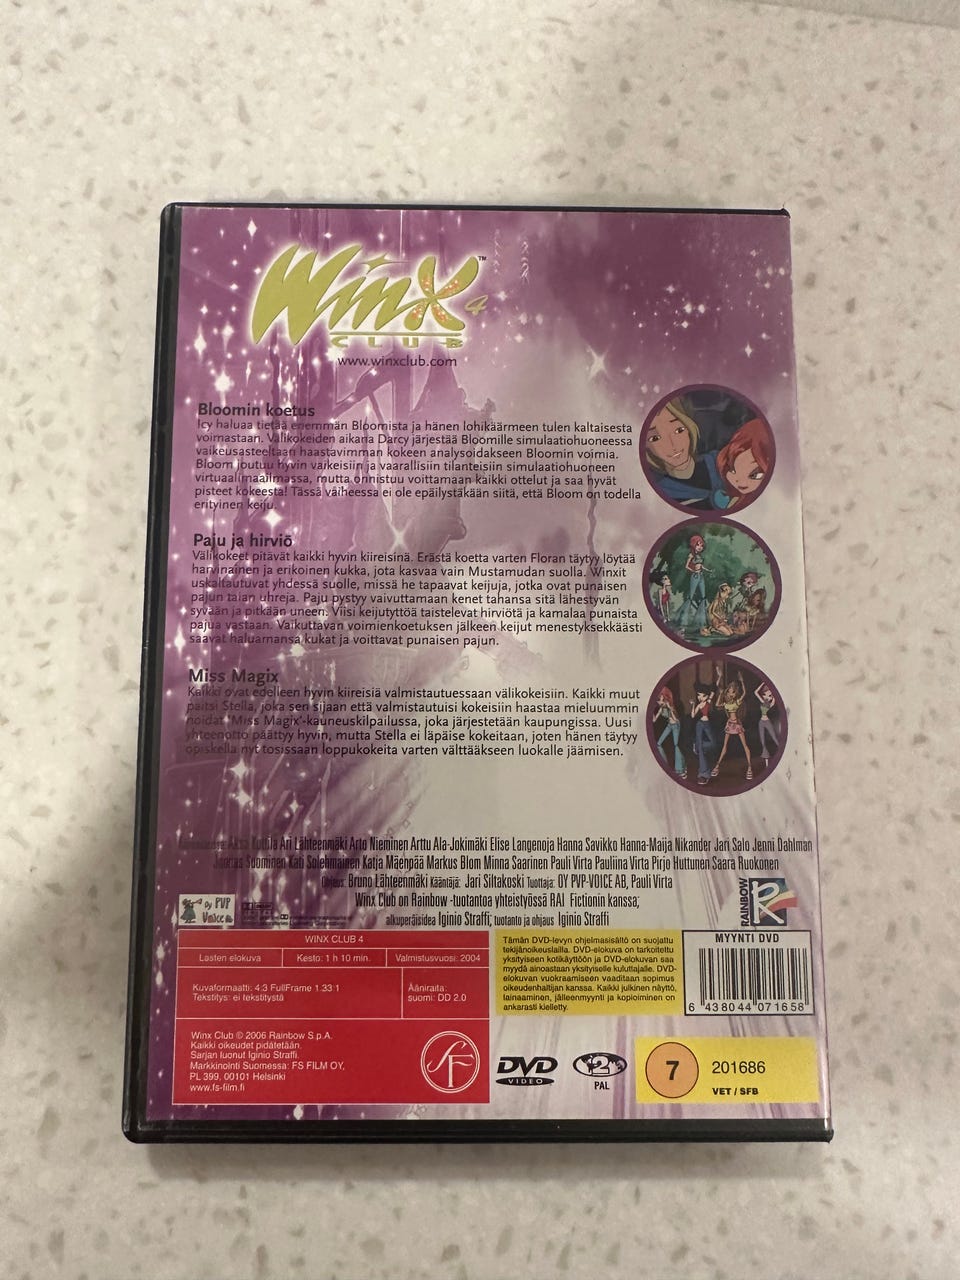 WinX™ 4
CLUB
www.winxclub.com
Bloomin koetus
Icy haluaa tietää enemmän Bloomista ja hänen lohikäärmeen tulen kaltaisesta
voimastaan. Välikokeiden aikana Darcy järjestää Bloomille simulaatiohuoneessa
vaikeusasteeltaan haastavimman kokeen analysoidakseen Bloomin voimia.
Bloom joutuu hyvin vaikeisiin ja vaarallisiin tilanteisiin simulaatiohuoneen
virtuaalimaailmassa, mutta onnistuu voittamaan kaikki ottelut ja saa hyvät
pisteet kokeesta! Tässä vaiheessa ei ole epäilystäkään siitä, että Bloom on todella
erityinen keiju.
Paju ja hirviö
Välikokeet pitävät kaikki hyvin kiireisinä. Erästä koetta varten Floran täytyy löytää
harvinainen ja erikoinen kukka, jota kasvaa vain Mustamudan suolla. Winxit
uskaltautuvat yhdessä suolle, missä he tapaavat keijuja, jotka ovat punaisen
pajun taian uhreja. Paju pystyy vaivuttamaan kenet tahansa sitä lähestyvän
syvään ja pitkään uneen. Viisi keijutyttöä taistelevat hirviötä ja kamalaa punaista
pajua vastaan. Vaikuttavan voimienkoetuksen jälkeen keijut menestyksekkäästi
saavat haluamansa kukat ja voittavat punaisen pajun.
Miss Magix
Kaikki ovat edelleen hyvin kiireisiä valmistautuessaan välikokeisiin. Kaikki muut
paitsi Stella, joka sen sijaan että valmistautuisi kokeisiin haastaa mieluummin
noidat 'Miss Magix'-kauneuskilpailussa, joka järjestetään kaupungissa. Uusi
yhteenotto päättyy hyvin, mutta Stella ei läpäise kokeitaan, joten hänen täytyy
opiskella nyt tosissaan loppukokeita varten välttääkseen luokalle jäämisen.
Ari Lähteenmäki Arto Nieminen Arttu Ala-Jokimäki Elise Langenoja Hanna Savikko Hanna-Maija Nikander Jari Salo Jenni Dahlman
Joonas Suominen Kati Solehmainen Katja Mäenpää Markus Blom Minna Saarinen Pauli Virta Pauliina Virta Pirjo Huttunen Saara Ruokonen
Ohjaus: Bruno Lähteenmäki Kääntäjä: Jari Siltakoski Tuottaja: OY PVP-VOICE AB, Pauli Virta
Winx Club on Rainbow -tuotantoa yhteistyössä RAI Fictionin kanssa;
alkuperäisidea Iginio Straffi; tuotanto ja ohjaus Iginio Straffi
Oy PVP
Voice ab
RAINBOW
R
WINX CLUB 4
Lasten elokuva Kesto: 1 h 10 min. Valmistusvuosi: 2004
Kuvaformaatti: 4:3 FullFrame 1.33:1
Tekstitys: ei tekstitystä
Ääniraita:
suomi: DD 2.0
Winx Club © 2006 Rainbow S.p.A.
Kaikki oikeudet pidätetään.
Sarjan luonut Iginio Straffi.
Markkinointi Suomessa: FS FILM OY,
PL 399, 00101 Helsinki
www.fs-film.fi
SF
Tämän DVD-levyn ohjelmasisältö on suojattu
tekijänoikeuslailla. DVD-elokuva on tarkoitettu
yksityiseen kotikäyttöön ja DVD-elokuvan saa
myydä ainoastaan yksityiselle kuluttajalle. DVD-
elokuvan vuokraamiseen vaaditaan sopimus
oikeudenhaltijan kanssa. Kaikki julkinen näyttö,
lainaaminen, jälleenmyynti ja kopioiminen on
ankarasti kielletty.
MYYNTI DVD
6 438044 071658
DVD
VIDEO
2
PAL
7
201686
VET / SFB